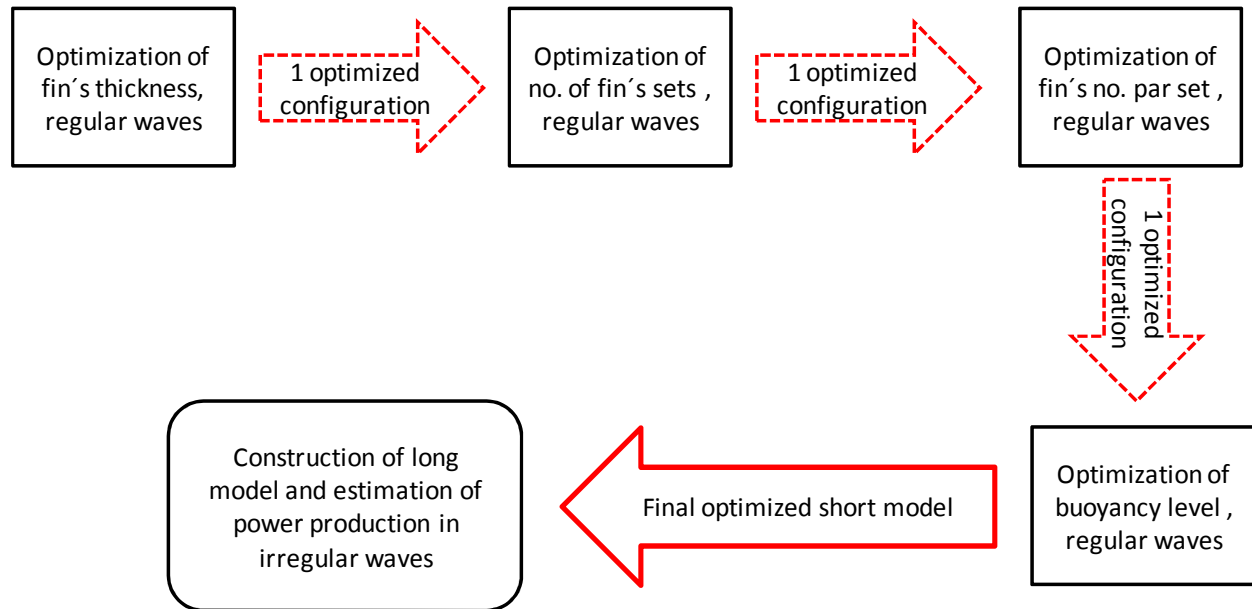 Optimization of
fin´s thickness,
regular waves
1 optimized
configuration
Optimization of
no. of fin´s sets ,
regular waves
1 optimized
configuration
Optimization of
fin´s no. par set ,
regular waves
1 optimized
configuration
Optimization of
buoyancy level ,
regular waves
Final optimized short model
Construction of long
model and estimation of
power production in
irregular waves